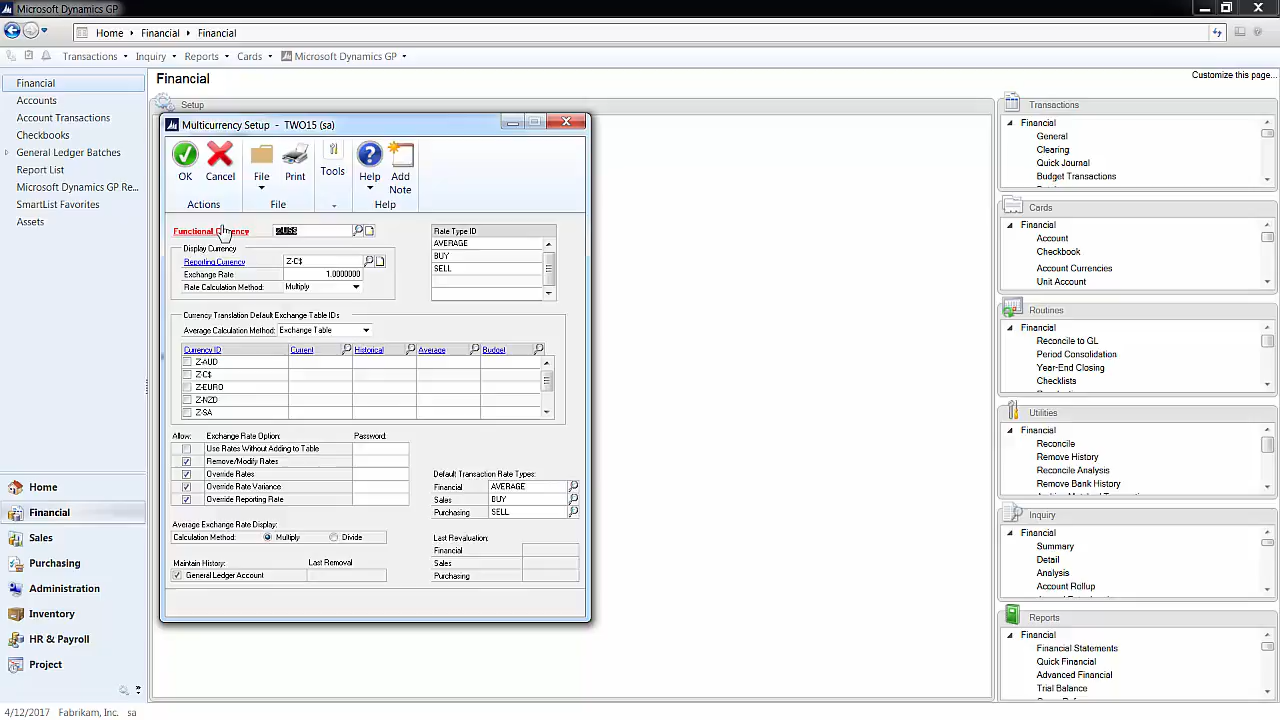 Microsoft Dynamics GP
Home Financial Financial
Transactions Inquiry Reports Cards Microsoft Dynamics GP
Financial
Customize this page...
Financial
Accounts
Account Transactions
Checkbooks
General Ledger Batches
Report List
Microsoft Dynamics GP Re...
SmartList Favorites
Assets
Home
Financial
Sales
Purchasing
Administration
Inventory
HR & Payroll
Project
4/12/2017 Fabrikam, Inc. sa
Setup
Multicurrency Setup - TWO15 (sa)
OK Cancel File Print Tools Help Add Note
Actions File Help
Functional Currency Z-US$
Display Currency
Reporting Currency Z-C$
Exchange Rate 1.0000000
Rate Calculation Method: Multiply
Rate Type ID
AVERAGE
BUY
SELL
Currency Translation Default Exchange Table IDs
Average Calculation Method: Exchange Table
Currency ID Current Historical Average Budget
Z-AUD
Z-C$
Z-EURO
Z-NZD
Z-SA
Allow: Exchange Rate Option: Password:
Use Rates Without Adding to Table
Remove/Modify Rates
Override Rates
Override Rate Variance
Override Reporting Rate
Default Transaction Rate Types:
Financial AVERAGE
Sales BUY
Purchasing SELL
Average Exchange Rate Display:
Calculation Method: Multiply Divide
Last Revaluation:
Financial
Sales
Purchasing
Maintain History: Last Removal
General Ledger Account
Transactions
Financial
General
Clearing
Quick Journal
Budget Transactions
Cards
Financial
Account
Checkbook
Account Currencies
Unit Account
Routines
Financial
Reconcile to GL
Period Consolidation
Year-End Closing
Checklists
Utilities
Financial
Reconcile
Remove History
Reconcile Analysis
Remove Bank History
Inquiry
Financial
Summary
Detail
Analysis
Account Rollup
Reports
Financial
Financial Statements
Quick Financial
Advanced Financial
Trial Balance